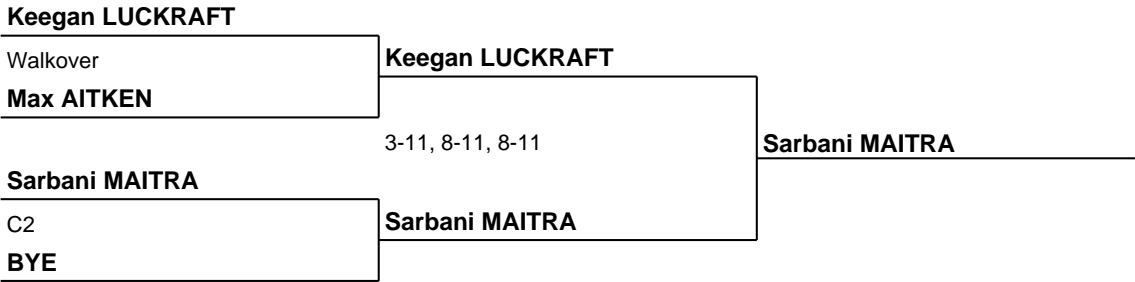 Keegan LUCKRAFT
Walkover
Keegan LUCKRAFT
Max AITKEN
3-11, 8-11, 8-11
Sarbani MAITRA
Sarbani MAITRA
C2
Sarbani MAITRA
BYE